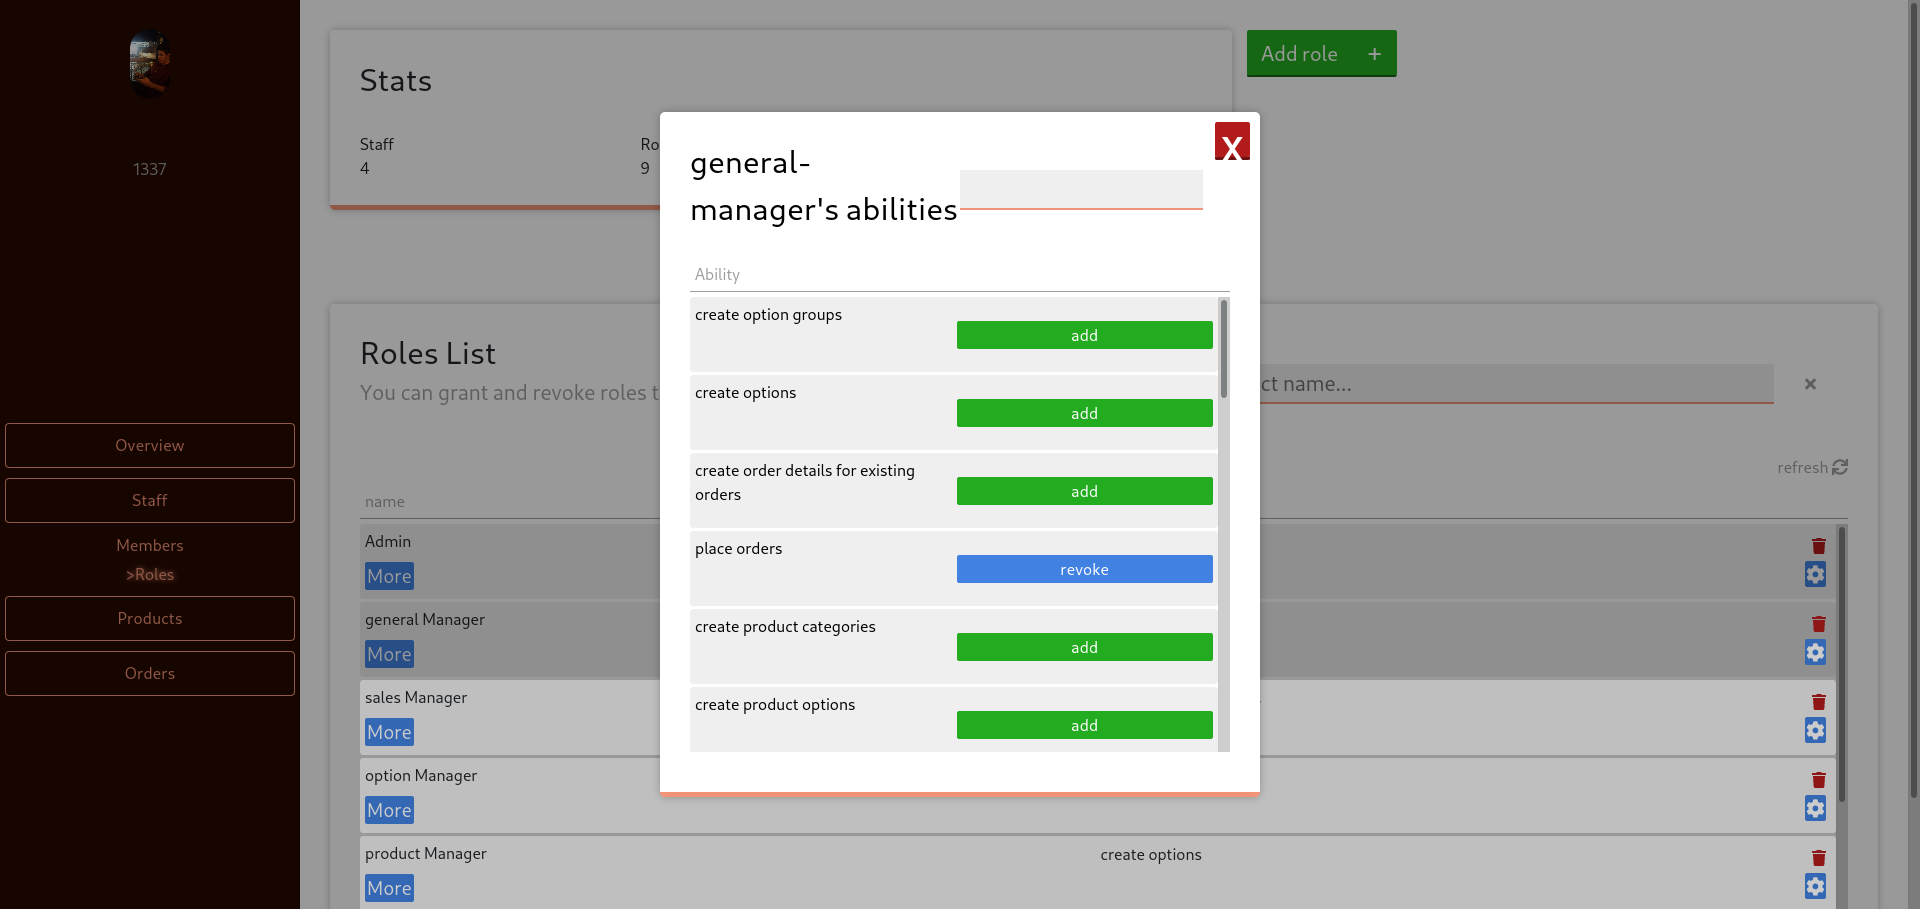 1337
Overview
Staff
Members
>Roles
Products
Orders
Stats
Staff
4
Ro
9
Add role +
general-
manager's abilities
X
Ability
create option groups
add
create options
add
create order details for existing
orders
add
place orders
revoke
create product categories
add
create product options
add
Roles List
You can grant and revoke roles t
ct name...
×
refresh
name
Admin
More
general Manager
More
sales Manager
More
option Manager
More
product Manager
create options
More